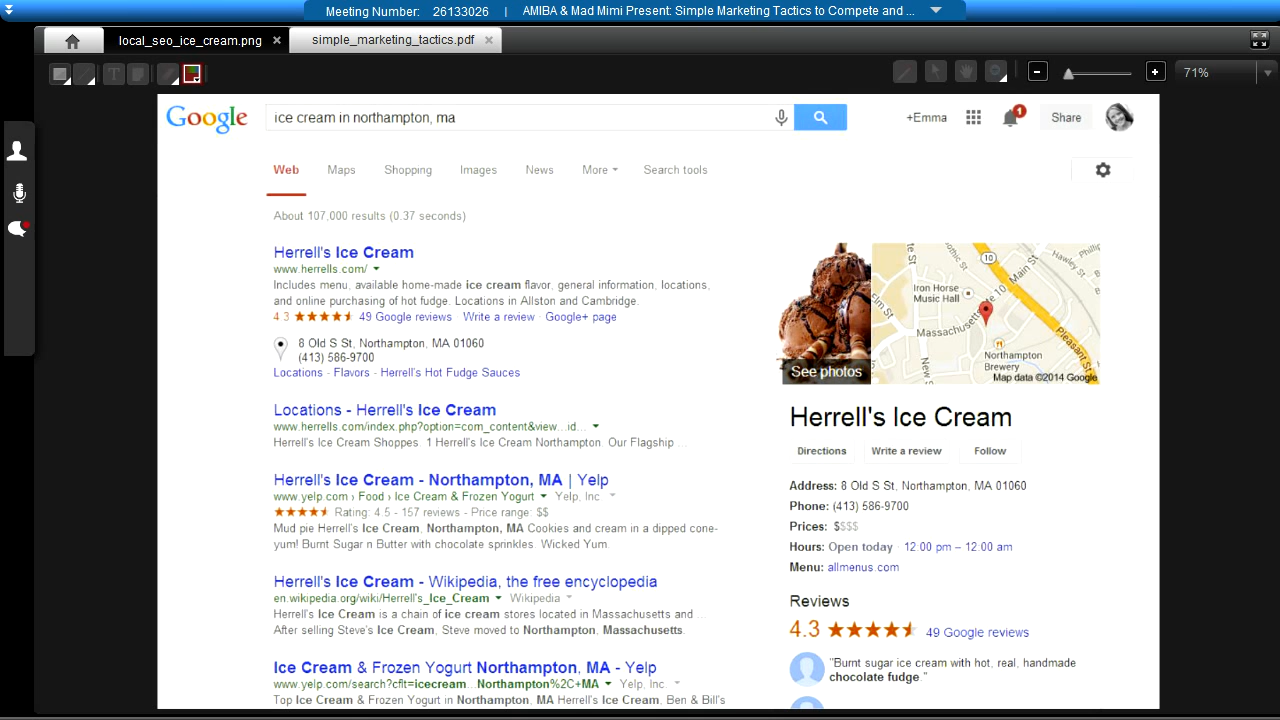 Meeting Number: 26133026 | AMIBA & Mad Mimi Present: Simple Marketing Tactics to Compete and ...
local_seo_ice_cream.png simple_marketing_tactics.pdf
T 71%
Google ice cream in northampton, ma +Emma 1 Share
Web Maps Shopping Images News More Search tools
About 107,000 results (0.37 seconds)
Herrell's Ice Cream
www.herrells.com/
Includes menu, available home-made ice cream flavor, general information, locations,
and online purchasing of hot fudge. Locations in Allston and Cambridge.
4.3 49 Google reviews · Write a review · Google+ page
8 Old S St, Northampton, MA 01060
(413) 586-9700
Locations - Flavors - Herrell's Hot Fudge Sauces
Locations - Herrell's Ice Cream
www.herrells.com/index.php?option=com_content&view...id...
Herrell's Ice Cream Shoppes. 1 Herrell's Ice Cream Northampton. Our Flagship ...
Herrell's Ice Cream - Northampton, MA | Yelp
www.yelp.com › Food › Ice Cream & Frozen Yogurt Yelp, Inc
Rating: 4.5 - 157 reviews - Price range: $$
Mud pie Herrell's Ice Cream, Northampton, MA Cookies and cream in a dipped cone-
yum! Burnt Sugar n Butter with chocolate sprinkles. Wicked Yum.
Herrell's Ice Cream - Wikipedia, the free encyclopedia
en.wikipedia.org/wiki/Herrell's_Ice_Cream Wikipedia
Herrell's Ice Cream is a chain of ice cream stores located in Massachusetts and ...
After selling Steve's Ice Cream, Steve moved to Northampton, Massachusetts.
Ice Cream & Frozen Yogurt Northampton, MA - Yelp
www.yelp.com/search?cflt=icecream...Northampton%2C+MA Yelp, Inc.
Top Ice Cream & Frozen Yogurt in Northampton, MA Herrell's Ice Cream, Ben & Bill's
See photos
10
Main St
Hawley St
Phillip
Iron Horse
Music Hall
10
Elm St
Massachusetts
Pleasant St
New S
Northampton
Brewery
Map data ©2014 Google
Herrell's Ice Cream
Directions Write a review Follow
Address: 8 Old S St, Northampton, MA 01060
Phone: (413) 586-9700
Prices: $$$$
Hours: Open today · 12:00 pm – 12:00 am
Menu: allmenus.com
Reviews
4.3 49 Google reviews
"Burnt sugar ice cream with hot, real, handmade
chocolate fudge."